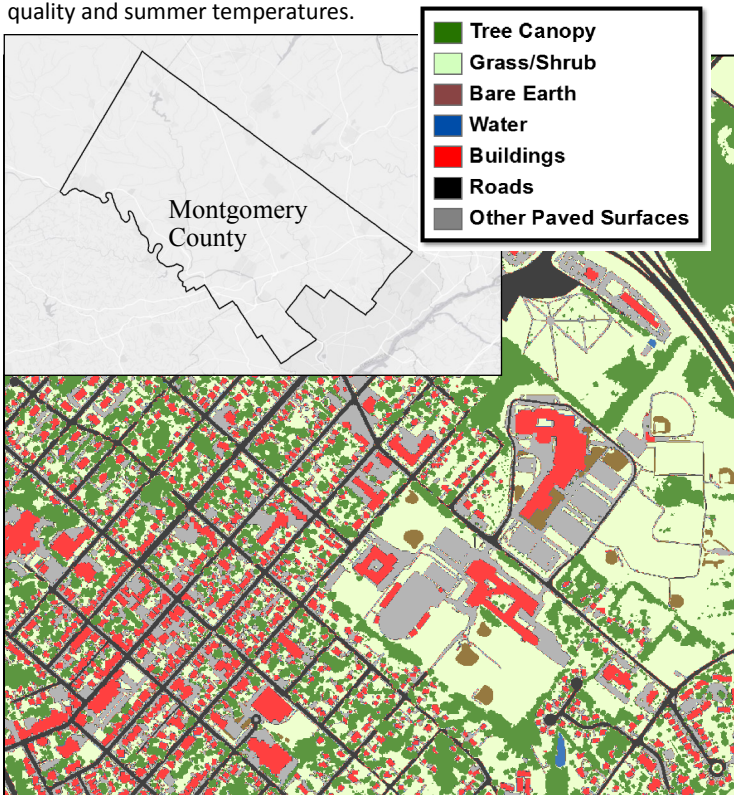 quality and summer temperatures.
Tree Canopy
Grass/Shrub
Bare Earth
Water
Buildings
Roads
Other Paved Surfaces
Montgomery
County